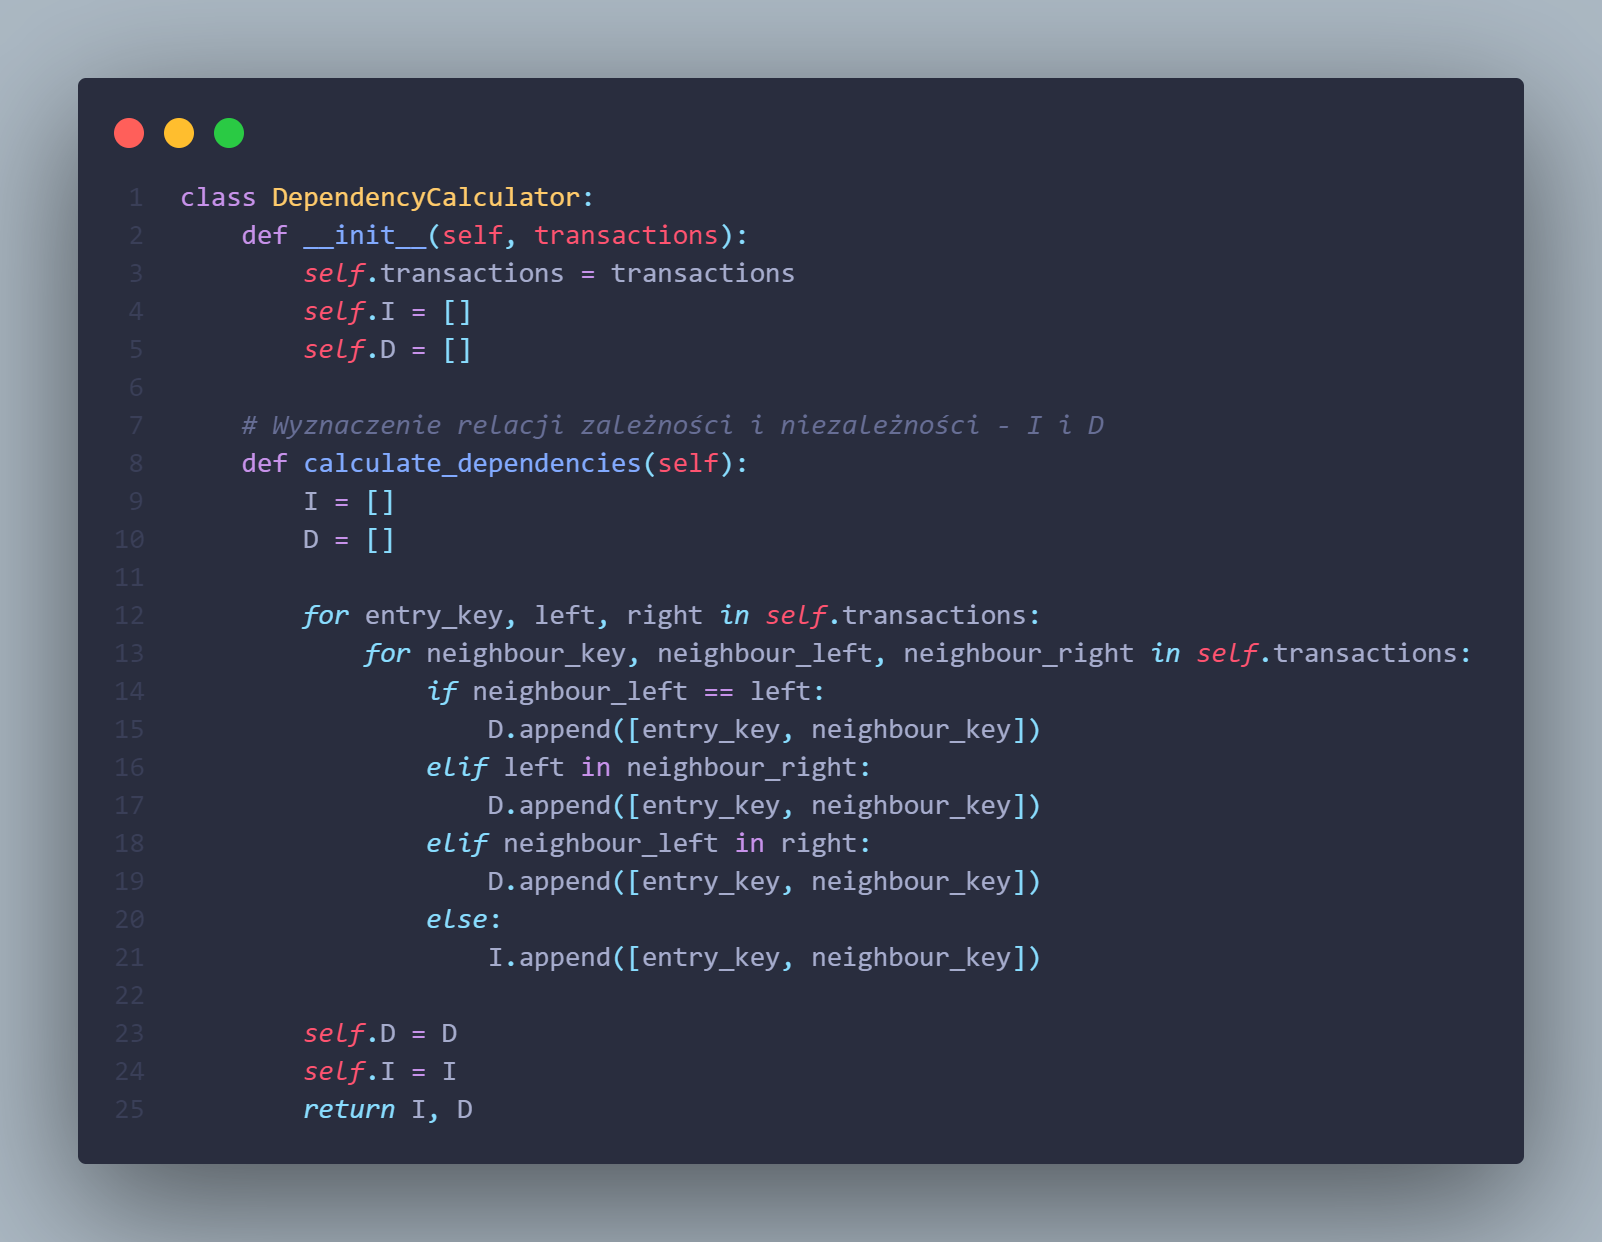 1 class DependencyCalculator:
2     def __init__(self, transactions):
3         self.transactions = transactions
4         self.I = []
5         self.D = []
6
7     # Wyznaczenie relacji zależności i niezależności - I i D
8     def calculate_dependencies(self):
9         I = []
10         D = []
11
12         for entry_key, left, right in self.transactions:
13             for neighbour_key, neighbour_left, neighbour_right in self.transactions:
14                 if neighbour_left == left:
15                     D.append([entry_key, neighbour_key])
16                 elif left in neighbour_right:
17                     D.append([entry_key, neighbour_key])
18                 elif neighbour_left in right:
19                     D.append([entry_key, neighbour_key])
20                 else:
21                     I.append([entry_key, neighbour_key])
22
23         self.D = D
24         self.I = I
25         return I, D